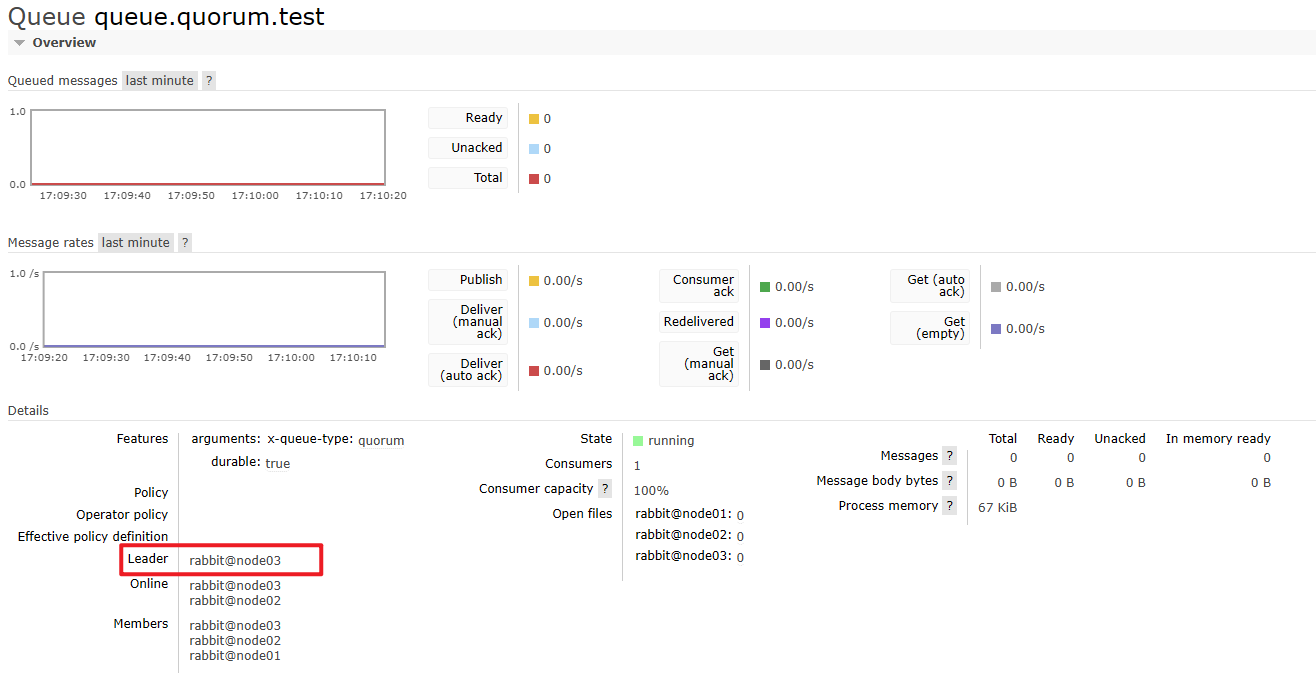 Queue queue.quorum.test
Overview
Queued messages last minute ?
1.0
0.0
17:09:30 17:09:40 17:09:50 17:10:00 17:10:10 17:10:20
Ready 0
Unacked 0
Total 0
Message rates last minute ?
1.0 /s
0.0 /s
17:09:20 17:09:30 17:09:40 17:09:50 17:10:00 17:10:10
Publish 0.00/s
Deliver
(manual
ack)
0.00/s
Deliver
(auto ack)
0.00/s
Consumer
ack
0.00/s
Redelivered 0.00/s
Get
(manual
ack)
0.00/s
Get (auto
ack)
0.00/s
Get
(empty)
0.00/s
Details
Features arguments: x-queue-type: quorum
durable: true
Policy
Operator policy
Effective policy definition
Leader rabbit@node03
Online rabbit@node03
rabbit@node02
Members rabbit@node03
rabbit@node02
rabbit@node01
State running
Consumers 1
Consumer capacity ? 100%
Open files rabbit@node01: 0
rabbit@node02: 0
rabbit@node03: 0
Total Ready Unacked In memory ready
Messages ? 0 0 0 0
Message body bytes ? 0 B 0 B 0 B 0 B
Process memory ? 67 KiB